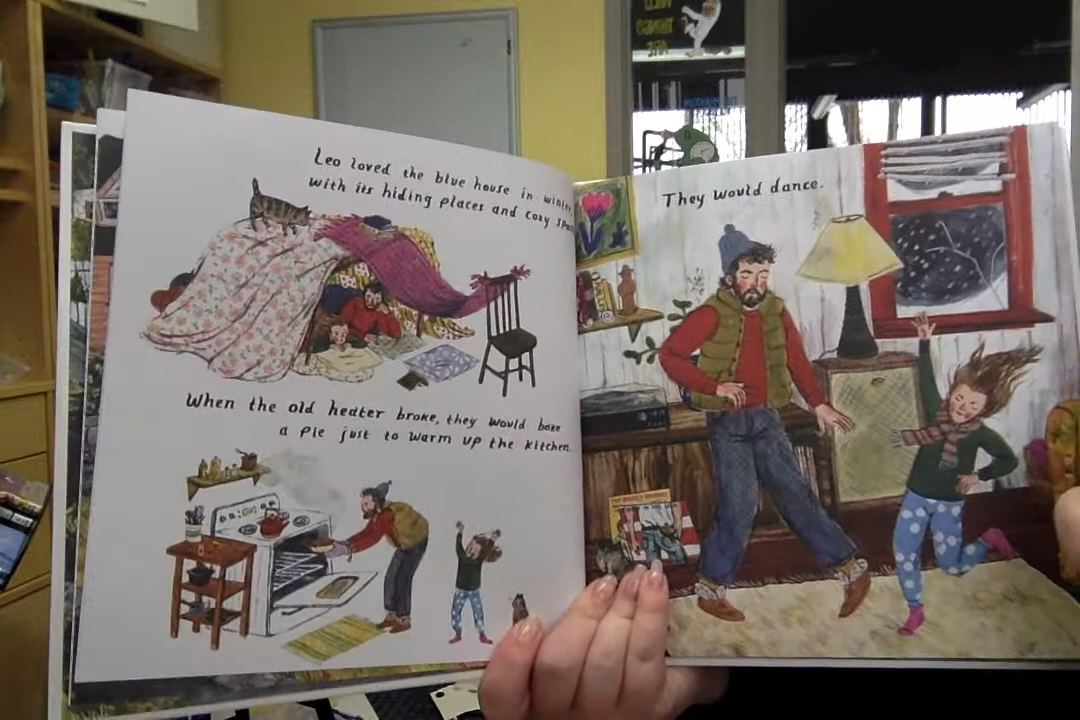 Leo loved the blue house in winter,
with its hiding places and cozy
When the old heater broke, they would bake
a pie just to warm up the kitchen.
They would dance.